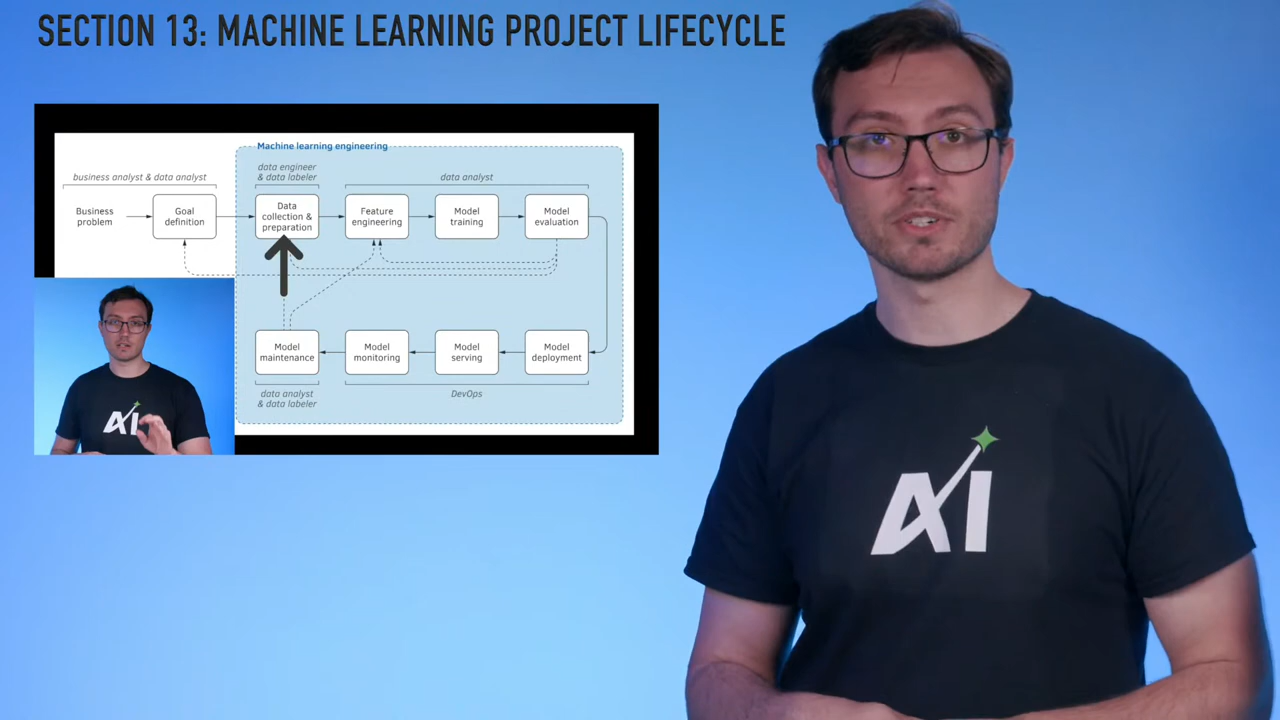 SECTION 13: MACHINE LEARNING PROJECT LIFECYCLE
Machine learning engineering
business analyst & data analyst
data engineer
& data labeler
data analyst
Business
problem
Goal
definition
Data
collection &
preparation
Feature
engineering
Model
training
Model
evaluation
Model
maintenance
Model
monitoring
Model
serving
Model
deployment
data analyst
& data labeler
DevOps
AI
AI